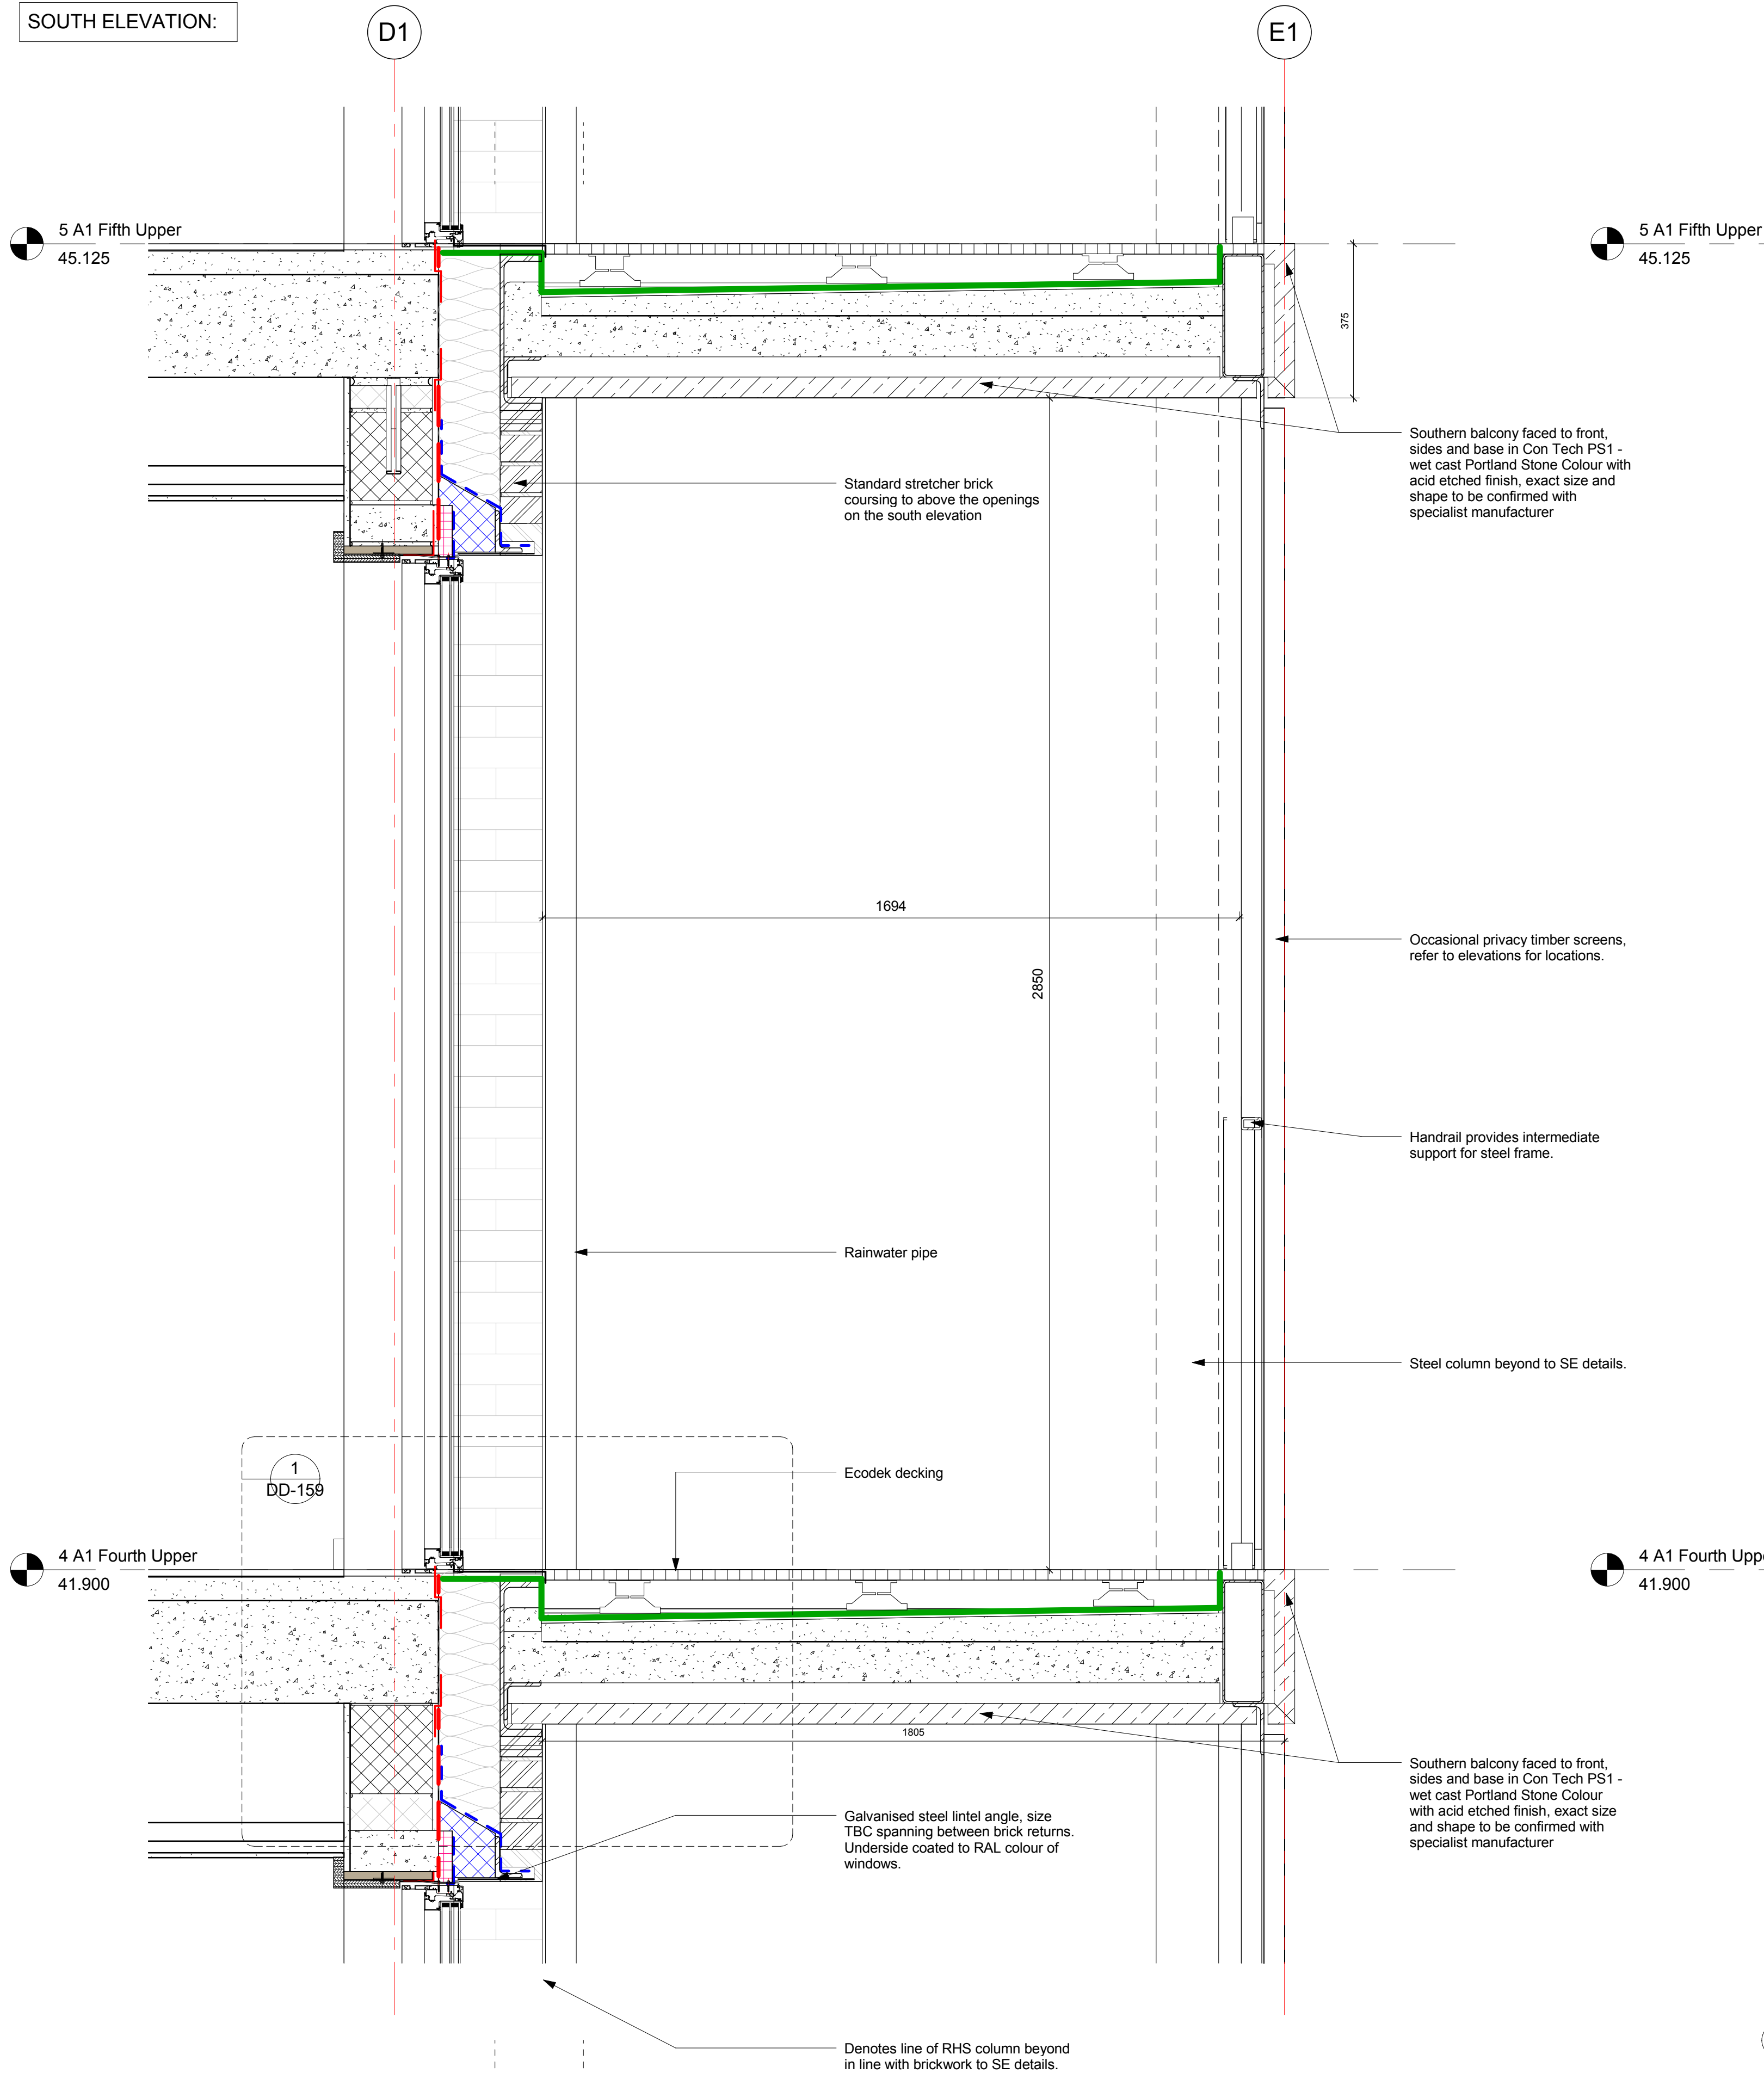 SOUTH ELEVATION:
D1
E1
5 A1 Fifth Upper
45.125
5 A1 Fifth Upper
45.125
375
Southern balcony faced to front,
sides and base in Con Tech PS1 -
wet cast Portland Stone Colour with
acid etched finish, exact size and
shape to be confirmed with
specialist manufacturer
Standard stretcher brick
coursing to above the openings
on the south elevation
1694
Occasional privacy timber screens,
refer to elevations for locations.
2850
Handrail provides intermediate
support for steel frame.
Rainwater pipe
Steel column beyond to SE details.
1
DD-159
Ecodek decking
4 A1 Fourth Upper
41.900
4 A1 Fourth Upp
41.900
1805
Southern balcony faced to front,
sides and base in Con Tech PS1 -
wet cast Portland Stone Colour
with acid etched finish, exact size
and shape to be confirmed with
specialist manufacturer
Galvanised steel lintel angle, size
TBC spanning between brick returns.
Underside coated to RAL colour of
windows.
Denotes line of RHS column beyond
in line with brickwork to SE details.